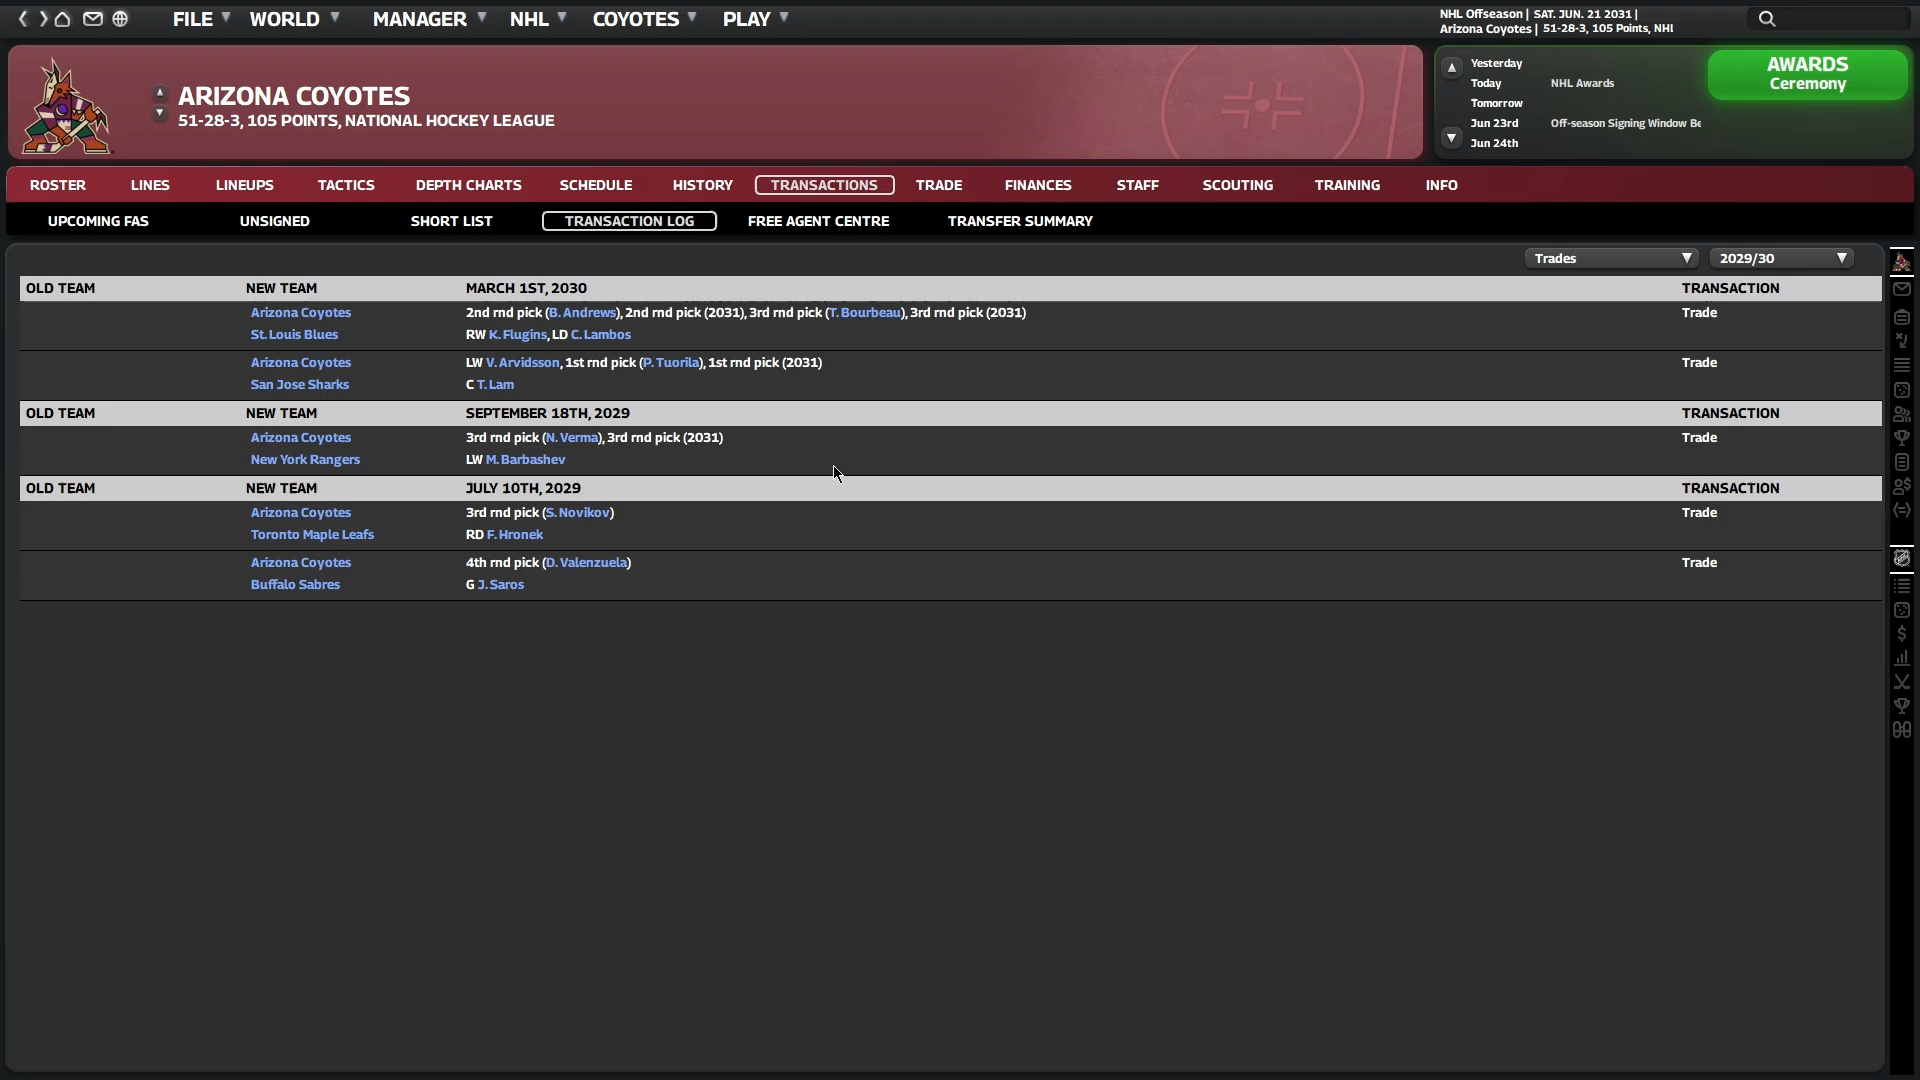 FILE WORLD MANAGER NHL COYOTES PLAY
NHL Offseason | SAT. JUN. 21 2031 |
Arizona Coyotes | 51-28-3, 105 Points, NHL
ARIZONA COYOTES
51-28-3, 105 POINTS, NATIONAL HOCKEY LEAGUE
Yesterday
Today NHL Awards
Tomorrow
Jun 23rd Off-season Signing Window Be
Jun 24th
AWARDS
Ceremony
ROSTER LINES LINEUPS TACTICS DEPTH CHARTS SCHEDULE HISTORY TRANSACTIONS TRADE FINANCES STAFF SCOUTING TRAINING INFO
UPCOMING FAS UNSIGNED SHORT LIST TRANSACTION LOG FREE AGENT CENTRE TRANSFER SUMMARY
Trades 2029/30
OLD TEAM NEW TEAM MARCH 1ST, 2030 TRANSACTION
Arizona Coyotes 2nd rnd pick (B. Andrews), 2nd rnd pick (2031), 3rd rnd pick (T. Bourbeau), 3rd rnd pick (2031) Trade
St. Louis Blues RW K. Flugins, LD C. Lambos
Arizona Coyotes LW V. Arvidsson, 1st rnd pick (P. Tuorila), 1st rnd pick (2031) Trade
San Jose Sharks C T. Lam
OLD TEAM NEW TEAM SEPTEMBER 18TH, 2029 TRANSACTION
Arizona Coyotes 3rd rnd pick (N. Verma), 3rd rnd pick (2031) Trade
New York Rangers LW M. Barbashev
OLD TEAM NEW TEAM JULY 10TH, 2029 TRANSACTION
Arizona Coyotes 3rd rnd pick (S. Novikov) Trade
Toronto Maple Leafs RD F. Hronek
Arizona Coyotes 4th rnd pick (D. Valenzuela) Trade
Buffalo Sabres G J. Saros